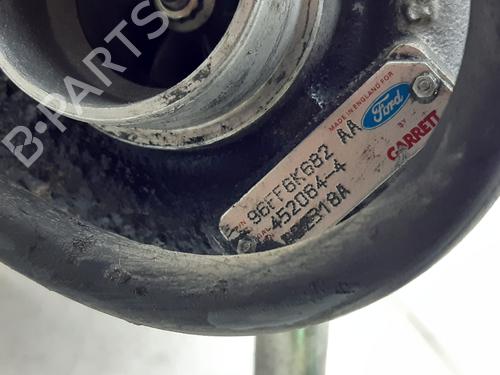 B-PARTS
MADE IN ENGLAND FOR
Ford
BY
GARRETT
96FF6K682 AA
452064-4